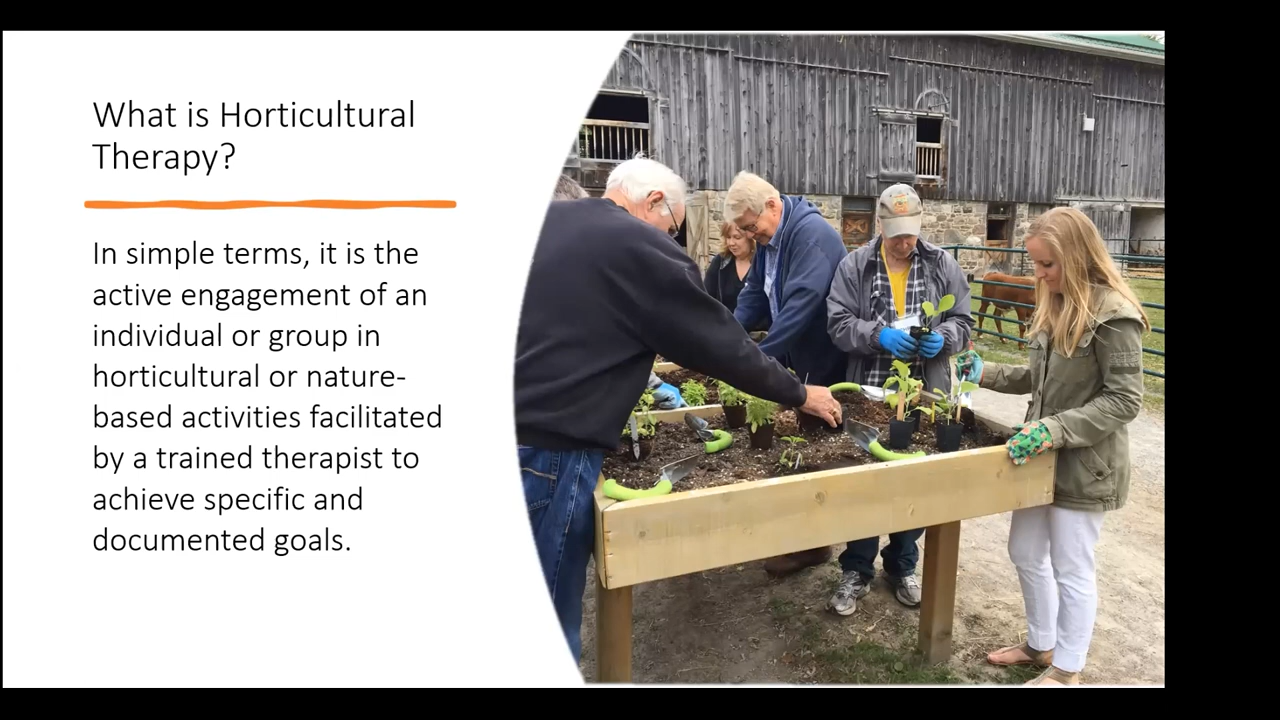 What is Horticultural
Therapy?
In simple terms, it is the
active engagement of an
individual or group in
horticultural or nature-
based activities facilitated
by a trained therapist to
achieve specific and
documented goals.